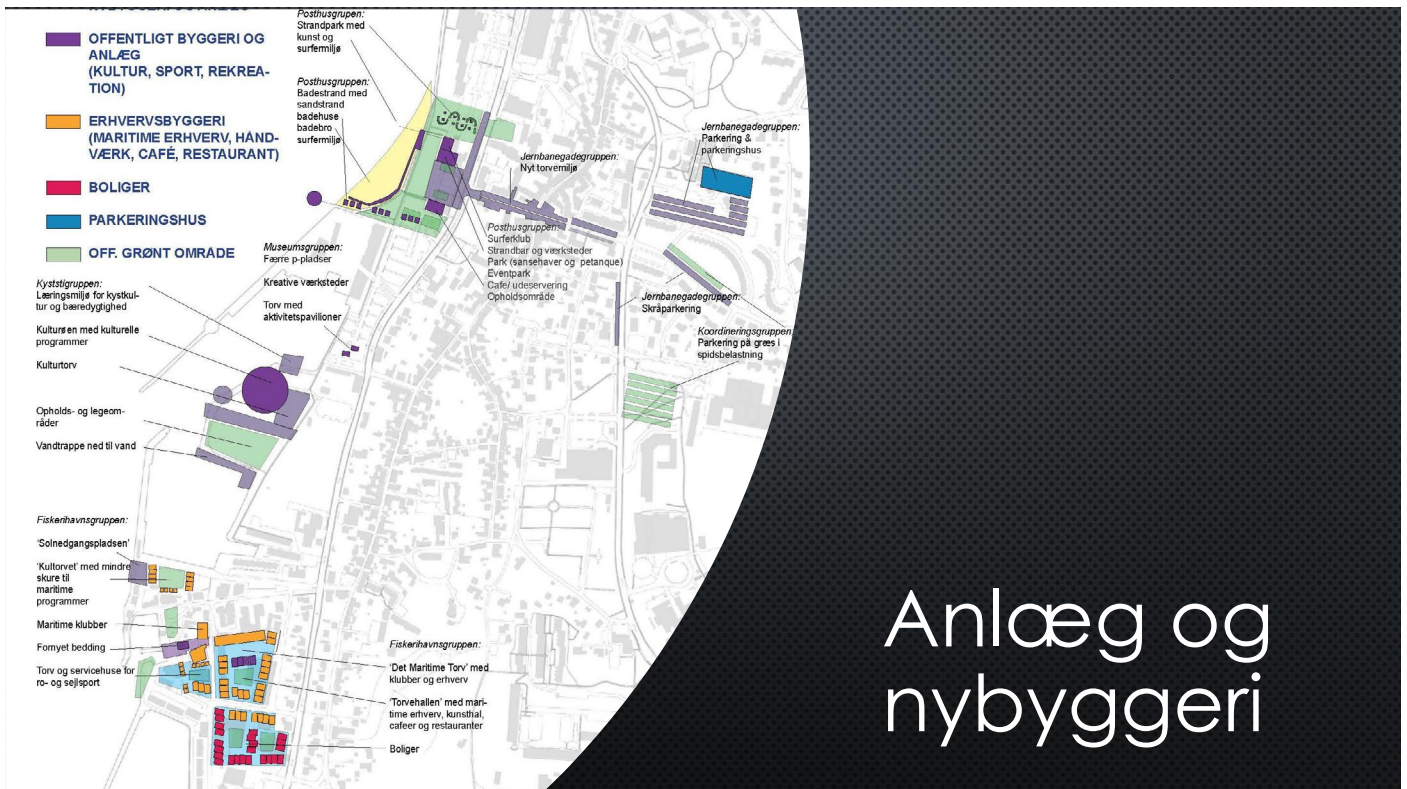 OFFENTLIGT BYGGERI OG
ANLÆG
(KULTUR, SPORT, REKREA-
TION)
ERHVERVSBYGGERI
(MARITIME ERHVERV, HÅND-
VÆRK, CAFÉ, RESTAURANT)
BOLIGER
PARKERINGSHUS
OFF. GRØNT OMRÅDE
Posthusgrupen:
Strandpark med
kunst og
surfermiljø
Posthusgruppen:
Badestrand med
sandstrand
badehuse
badebro
surfermiljø
Jernbanegadegruppen:
Nyt torvemiljø
Jernbanegadegruppen:
Parkering &
parkeringshus
Posthusgruppen:
Surferklub
Strandbar og værksteder
Park (sansehaver og petanque)
Eventpark
Cafe/ udeservering
Opholdsområde
Museumsgruppen:
Færre p-pladser
Kreative værksteder
Torv med
aktivitetspavilioner
Jernbanegadegruppen:
Skråparkering
Koordineringsgruppen:
Parkering på græs i
spidsbelastning
Kyststigruppen:
Læringsmiljø for kystkul-
tur og bæredygtighed
Kulturøen med kulturelle
programmer
Kulturtorv
Opholds- og legeom-
råder
Vandtrappe ned til vand
Fiskerihavnsgruppen:
'Solnedgangspladsen'
'Kultorvet' med mindre
skure til
maritime
programmer
Maritime klubber
Fornyet bedding
Torv og servicehuse for
ro- og sejlsport
Fiskerihavnsgruppen:
'Det Maritime Torv' med
klubber og erhverv
'Torvehallen' med mari-
time erhverv, kunsthal,
cafeer og restauranter
Boliger
Anlæg og
nybyggeri